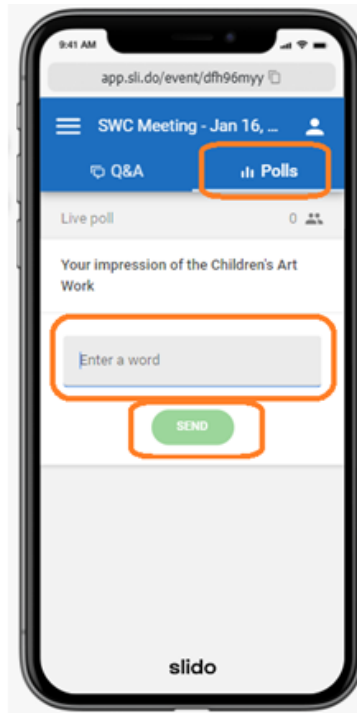 9:41 AM
app.sli.do/event/dfh96myy
SWC Meeting - Jan 16, ...
Q&A
Polls
Live poll
0
Your impression of the Children's Art
Work
Enter a word
SEND
slido